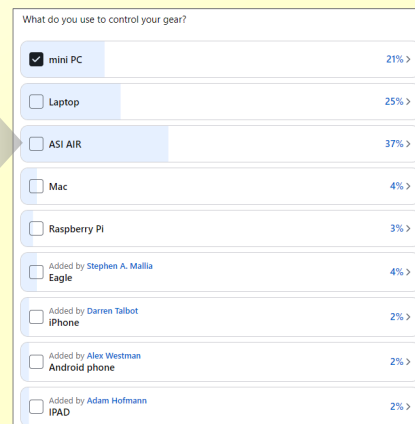 What do you use to control your gear?
mini PC 21% >
Laptop 25% >
ASI AIR 37% >
Mac 4% >
Raspberry Pi 3% >
Added by Stephen A. Mallia
Eagle 4% >
Added by Darren Talbot
iPhone 2% >
Added by Alex Westman
Android phone 2% >
Added by Adam Hofmann
IPAD 2% >